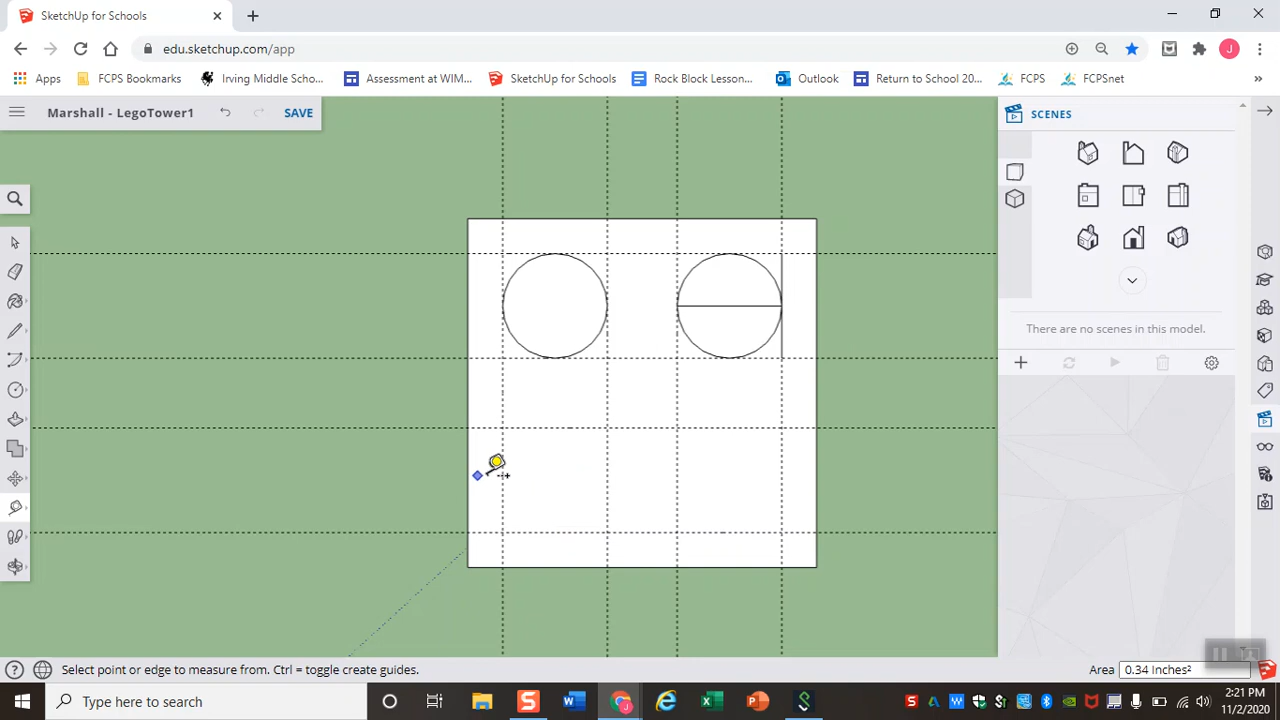 SketchUp for Schools
edu.sketchup.com/app
Apps
FCPS Bookmarks
Irving Middle Scho...
Assessment at WIM...
SketchUp for Schools
Rock Block Lesson...
Outlook
Return to School 20...
FCPS
FCPSnet
Marshall - LegoTower1
SAVE
SCENES
There are no scenes in this model.
Select point or edge to measure from. Ctrl = toggle create guides.
Area
0.34 Inches²
Type here to search
2:21 PM
11/2/2020